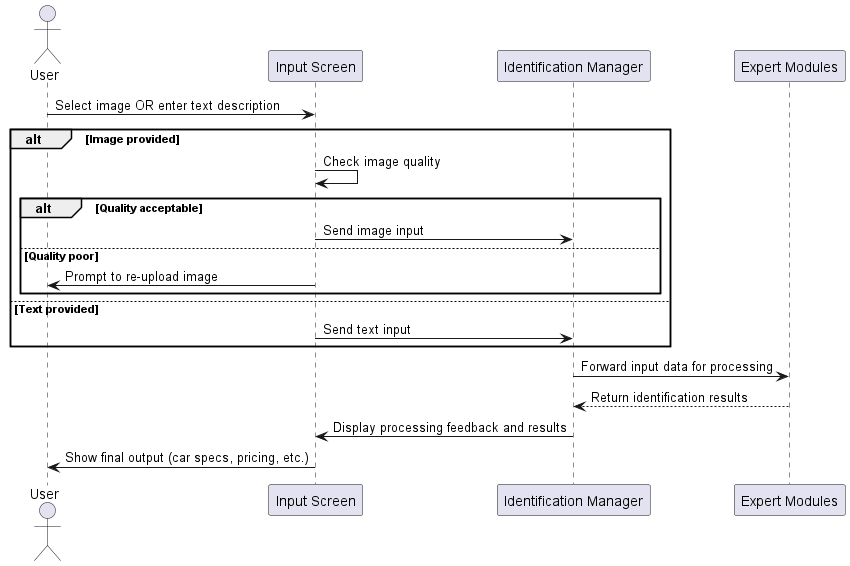 User
Input Screen
Identification Manager
Expert Modules
Select image OR enter text description
alt
[Image provided]
Check image quality
alt
[Quality acceptable]
Send image input
[Quality poor]
Prompt to re-upload image
[Text provided]
Send text input
Forward input data for processing
Return identification results
Display processing feedback and results
Show final output (car specs, pricing, etc.)
User
Input Screen
Identification Manager
Expert Modules